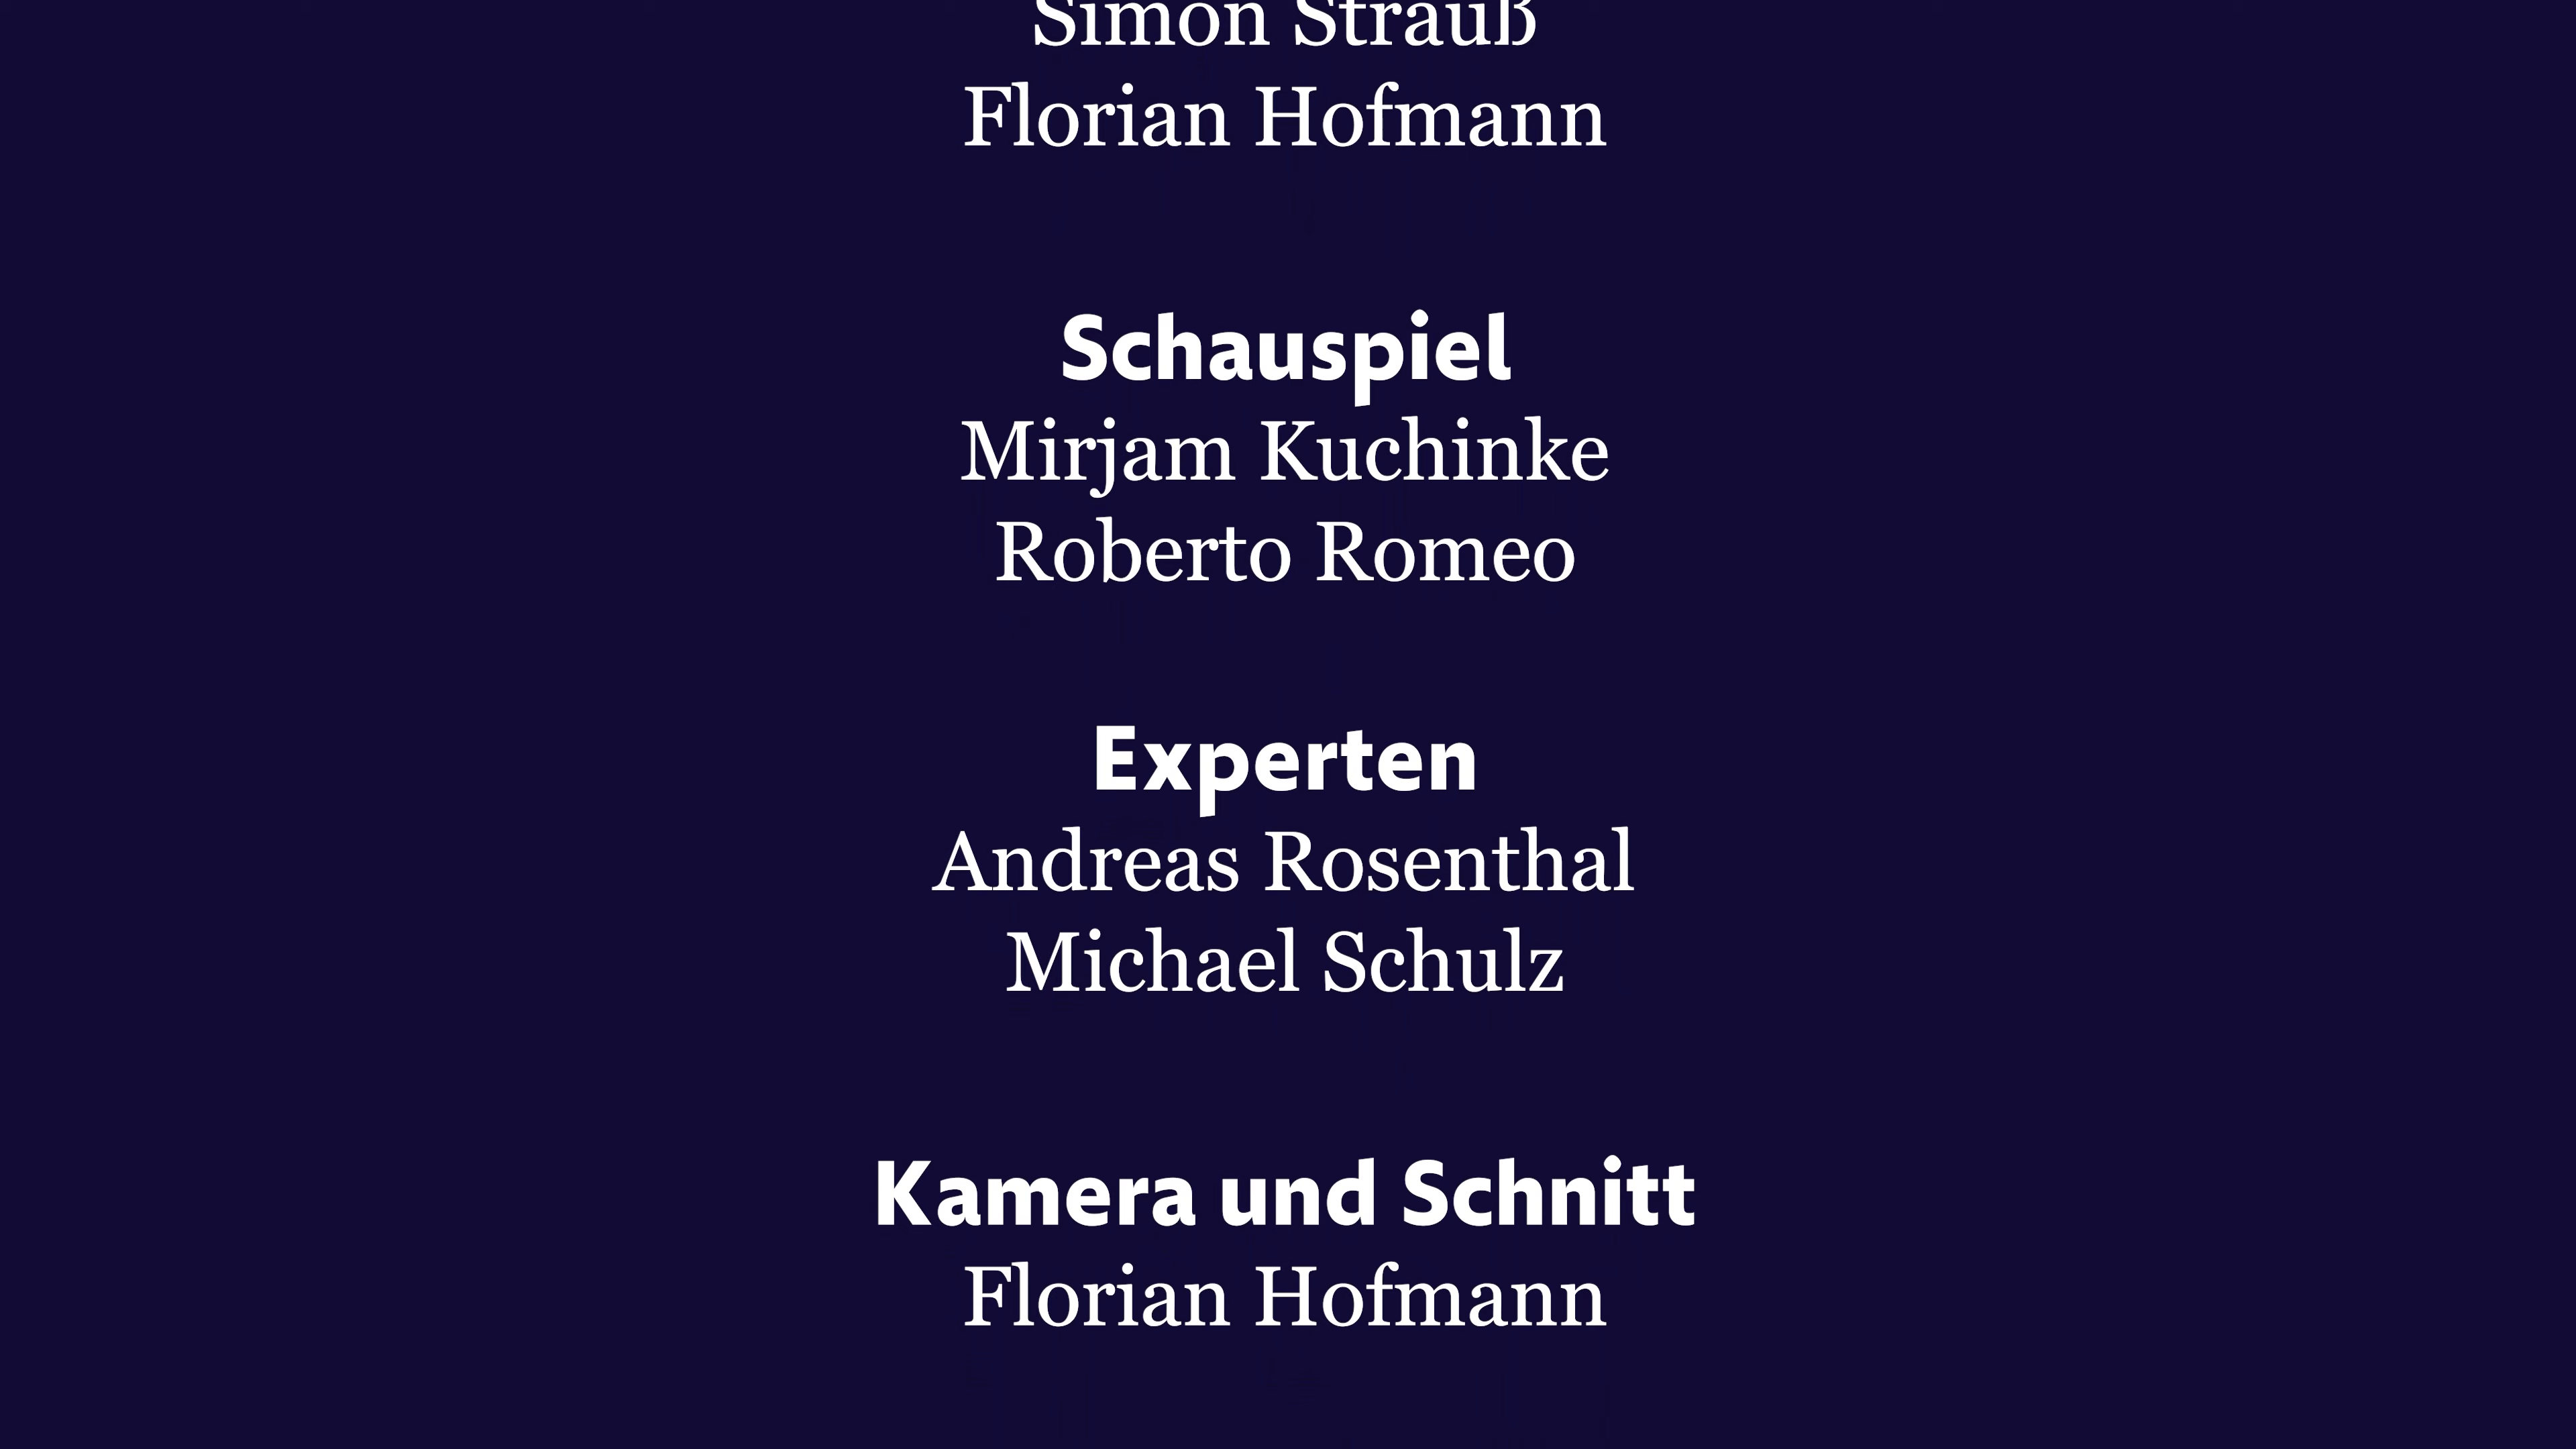 Simon Strauß
Florian Hofmann
Schauspiel
Mirjam Kuchinke
Roberto Romeo
Experten
Andreas Rosenthal
Michael Schulz
Kamera und Schnitt
Florian Hofmann